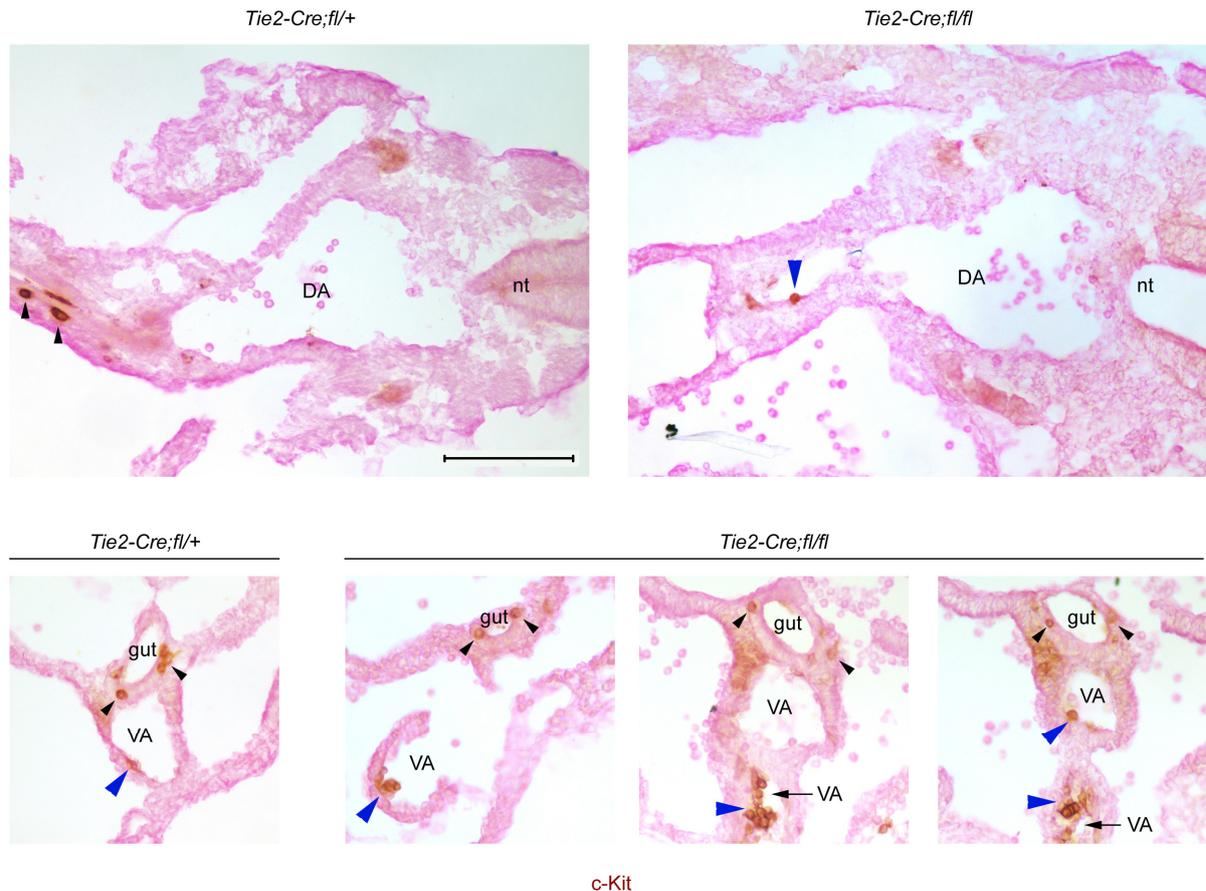 Tie2-Cre;fl/+
Tie2-Cre;fl/fl
DA
nt
DA
nt
Tie2-Cre;fl/+
Tie2-Cre;fl/fl
gut
VA
gut
VA
gut
VA
VA
gut
VA
VA
c-Kit